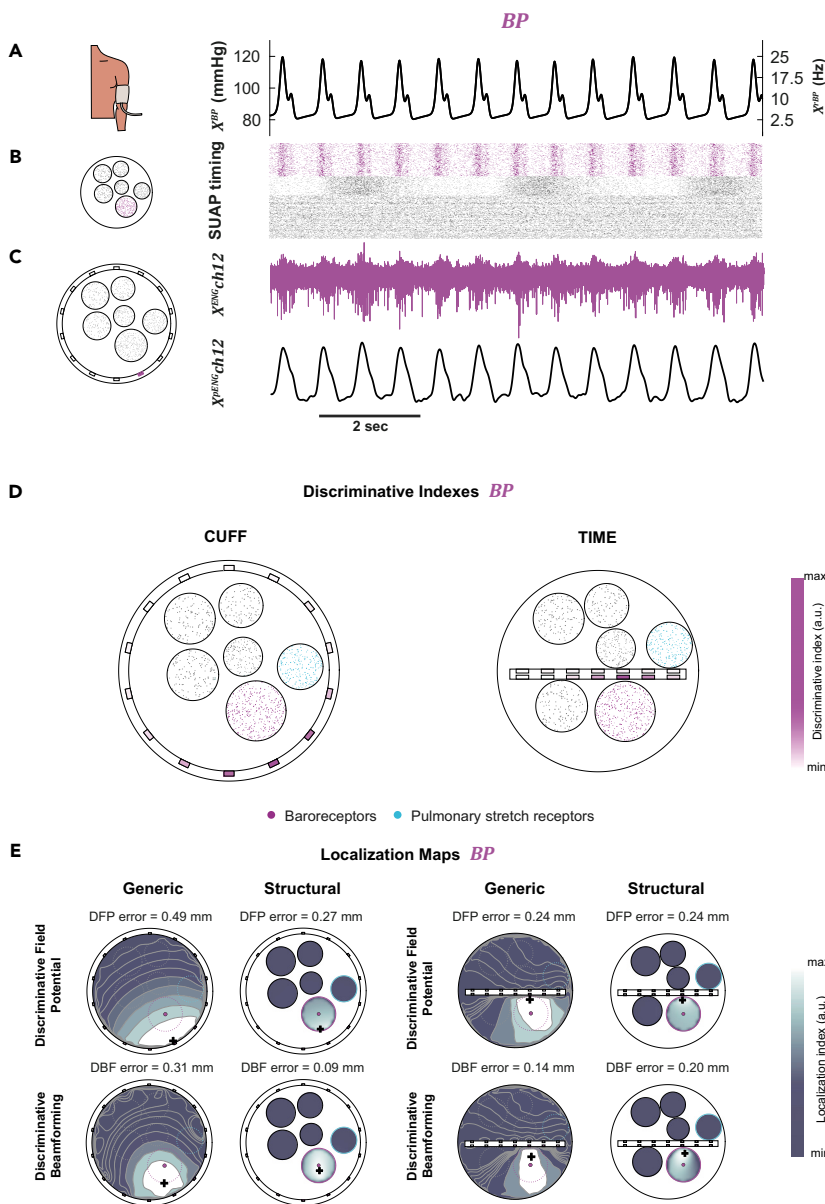 BP
A
X^BP (mmHg)
120
100
80
25
17.5
10
2.5
X^rBP (Hz)
B
SUAP timing
C
X^ENG ch12
X^pENG ch12
2 sec
D
Discriminative Indexes BP
CUFF
TIME
max
Discriminative index (a.u.)
min
Baroreceptors
Pulmonary stretch receptors
E
Localization Maps BP
Generic
Structural
Generic
Structural
DFP error = 0.49 mm
DFP error = 0.27 mm
DFP error = 0.24 mm
DFP error = 0.24 mm
Discriminative Field
Potential
Discriminative Field
Potential
DBF error = 0.31 mm
DBF error = 0.09 mm
DBF error = 0.14 mm
DBF error = 0.20 mm
Discriminative
Beamforming
Discriminative
Beamforming
max
Localization index (a.u.)
min